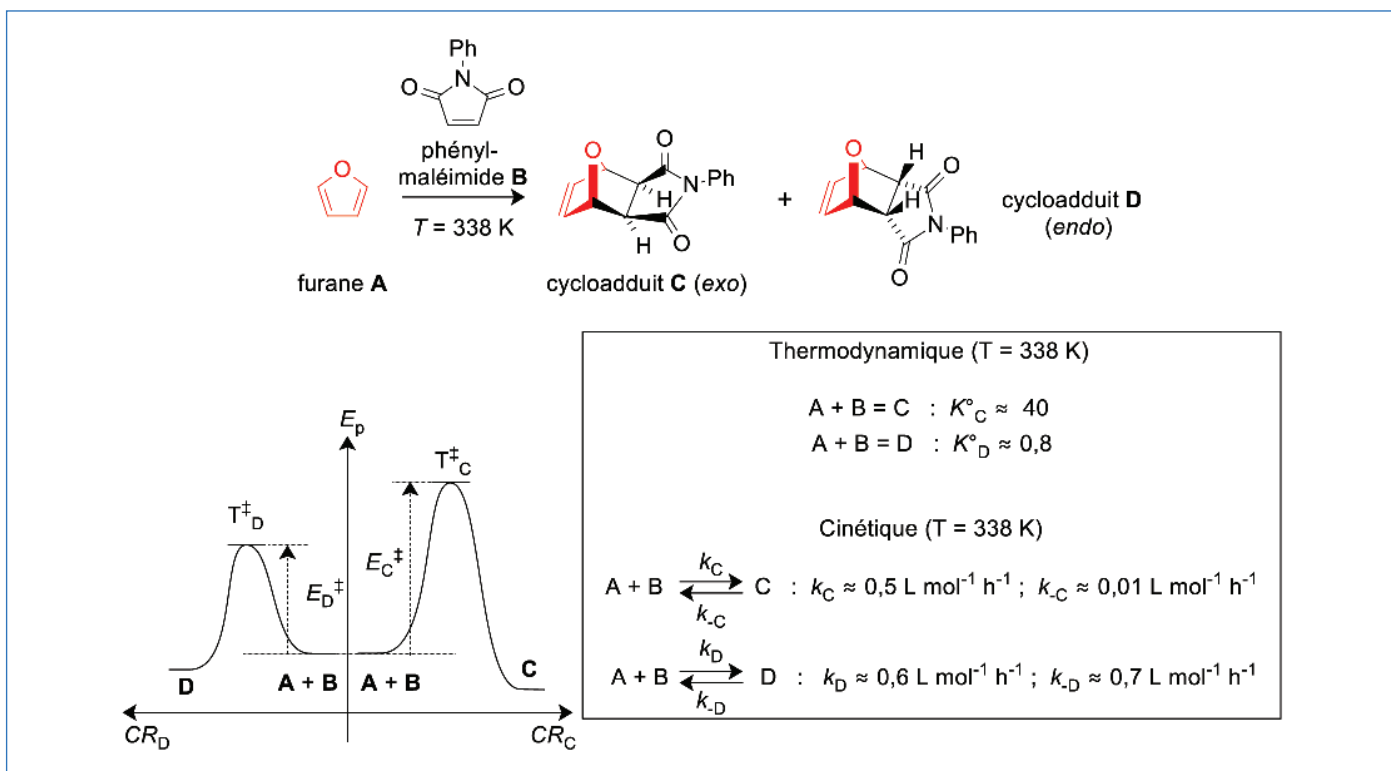 Ph
N
O O
phényl-
maléimide B
T = 338 K
O
furane A
O
O
N Ph
H
H
O
cycloadduit C (exo)
+
O
H
O
H
N Ph
O
cycloadduit D
(endo)
Thermodynamique (T = 338 K)
A + B = C : K°C ≈ 40
A + B = D : K°D ≈ 0,8
Cinétique (T = 338 K)
kC
A + B C : kC ≈ 0,5 L mol⁻¹ h⁻¹ ; k-C ≈ 0,01 L mol⁻¹ h⁻¹
k-C
kD
A + B D : kD ≈ 0,6 L mol⁻¹ h⁻¹ ; k-D ≈ 0,7 L mol⁻¹ h⁻¹
k-D
Ep
T‡D
T‡C
ED‡
EC‡
D A + B A + B C
CRD CRC